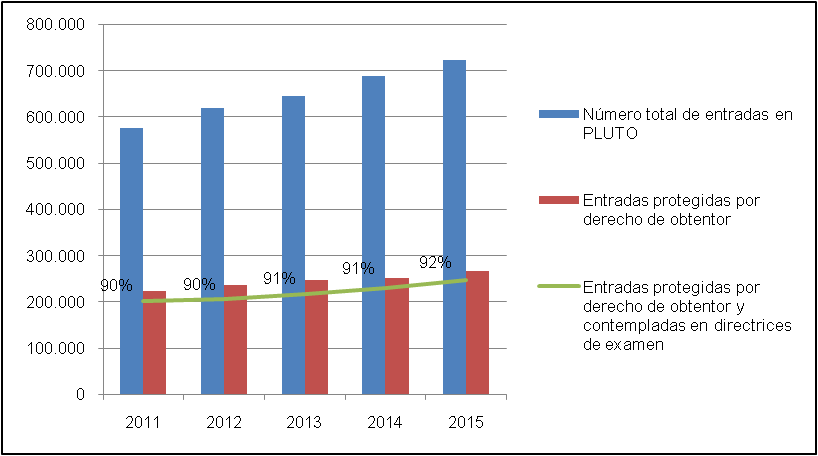 800.000
700.000
600.000
500.000
400.000
300.000
200.000
100.000
0
90%
90%
91%
91%
92%
2011
2012
2013
2014
2015
Número total de entradas en
PLUTO
Entradas protegidas por
derecho de obtentor
Entradas protegidas por
derecho de obtentor y
contempladas en directrices
de examen